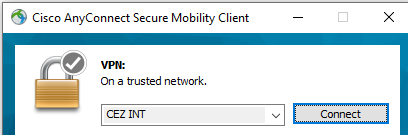 Cisco AnyConnect Secure Mobility Client
VPN:
On a trusted network.
CEZ INT
Connect